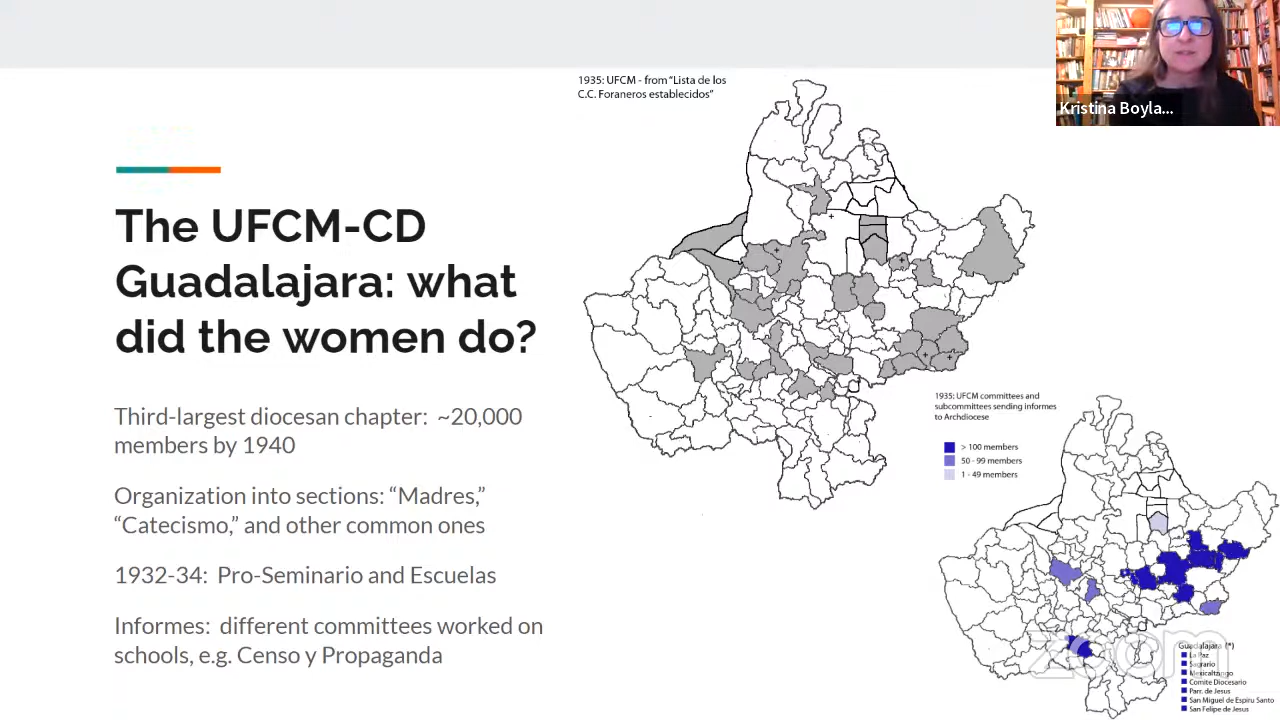 1935: UFCM - from "Lista de los
C.C. Foraneros establecidos"
Kristina Boyla...
The UFCM-CD
Guadalajara: what
did the women do?
Third-largest diocesan chapter: ~20,000
members by 1940
Organization into sections: "Madres,"
"Catecismo," and other common ones
1932-34: Pro-Seminario and Escuelas
Informes: different committees worked on
schools, e.g. Censo y Propaganda
1935: UFCM committees and
subcommittees sending informes
to Archdiocese
> 100 members
50 - 99 members
1 - 49 members
zoom
Guadalajara (*)
La Paz
Sagrario
Mexicaltzingo
Comite Diocesario
Parr. de Jesus
San Miguel de Espiru Santo
San Felipe de Jesus